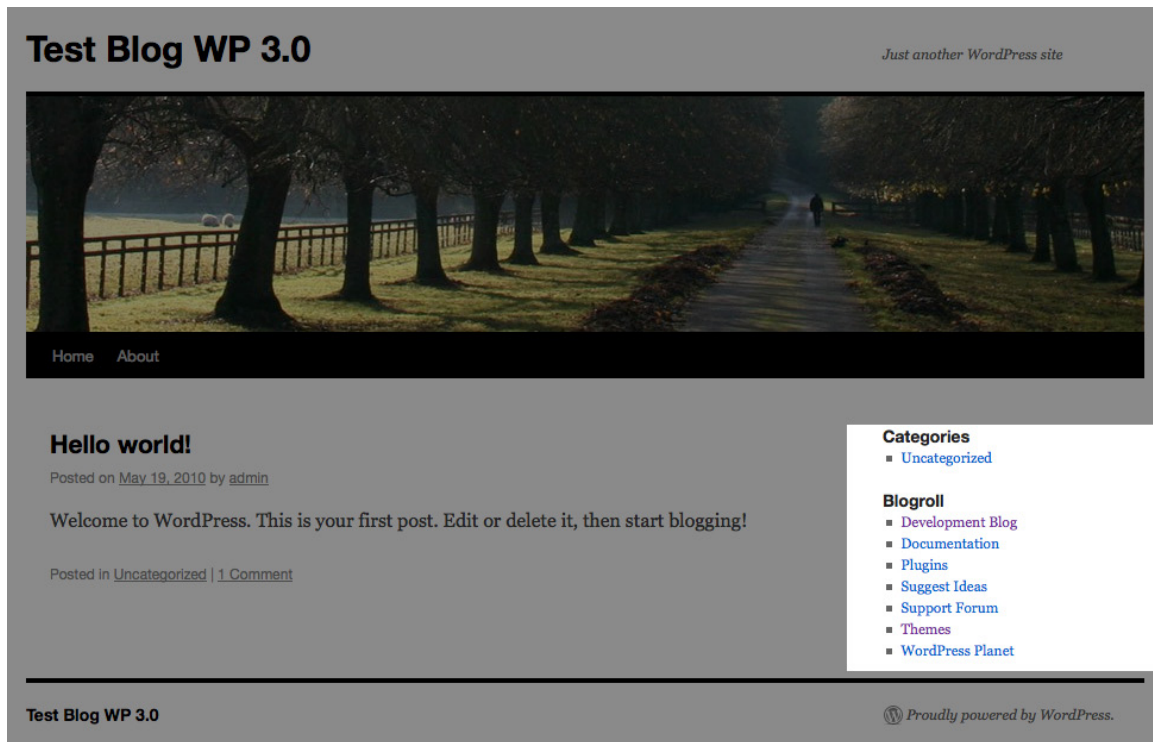 Test Blog WP 3.0
Just another WordPress site
Home About
Hello world!
Posted on May 19, 2010 by admin
Welcome to WordPress. This is your first post. Edit or delete it, then start blogging!
Posted in Uncategorized | 1 Comment
Categories
Uncategorized
Blogroll
Development Blog
Documentation
Plugins
Suggest Ideas
Support Forum
Themes
WordPress Planet
Test Blog WP 3.0
Proudly powered by WordPress.